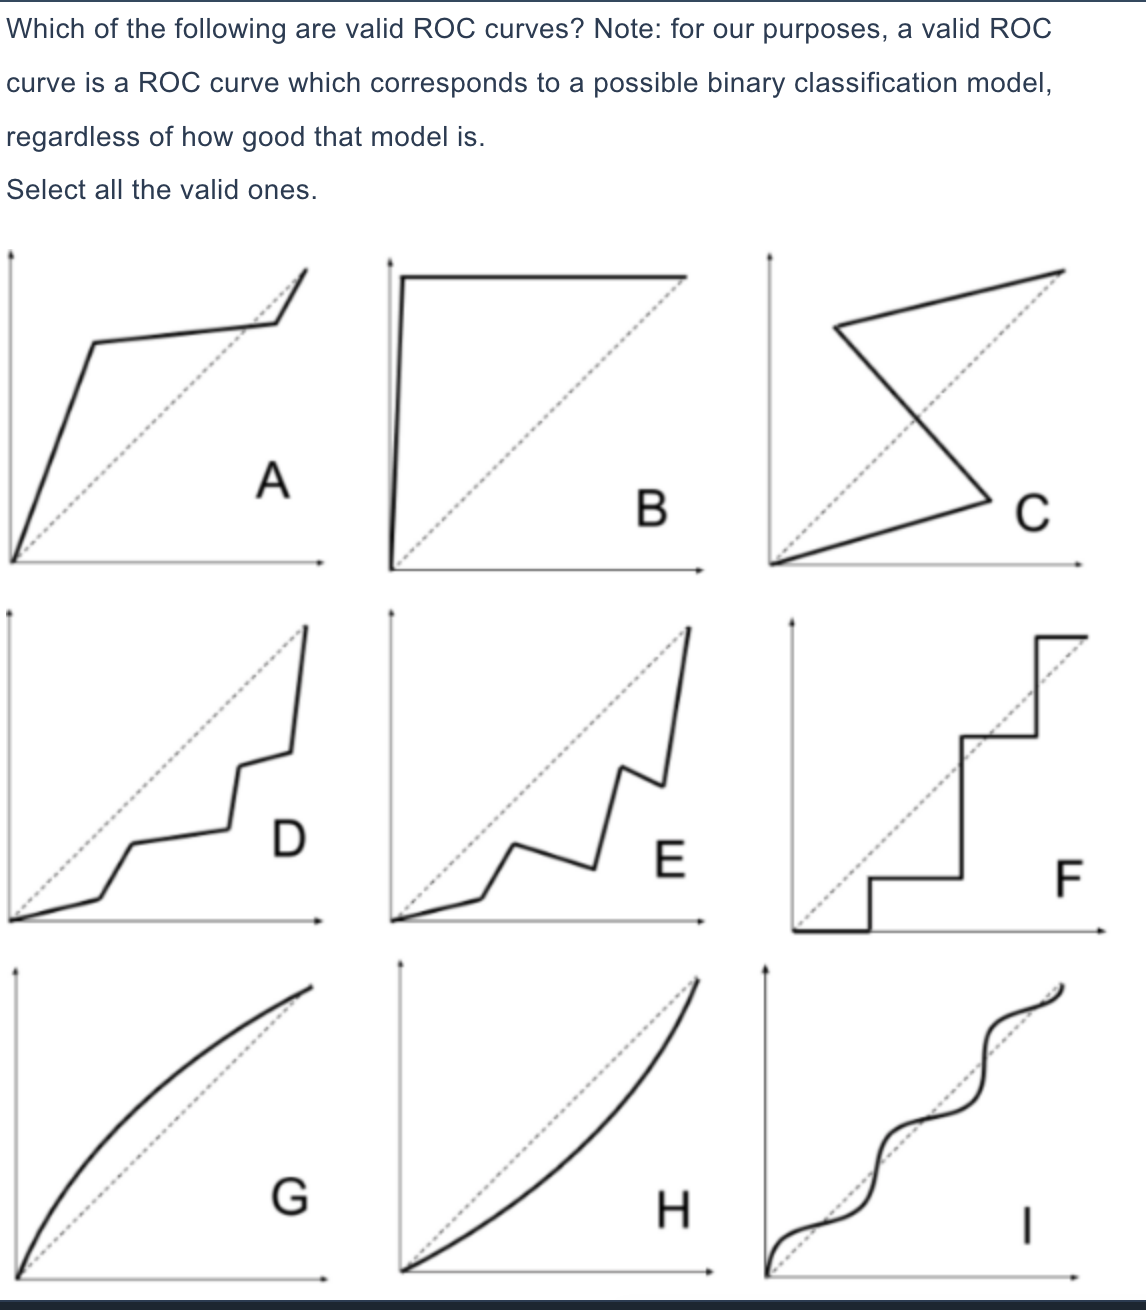 Which of the following are valid ROC curves? Note: for our purposes, a valid ROC
curve is a ROC curve which corresponds to a possible binary classification model,
regardless of how good that model is.
Select all the valid ones.
A
B
C
D
E
F
G
H
I